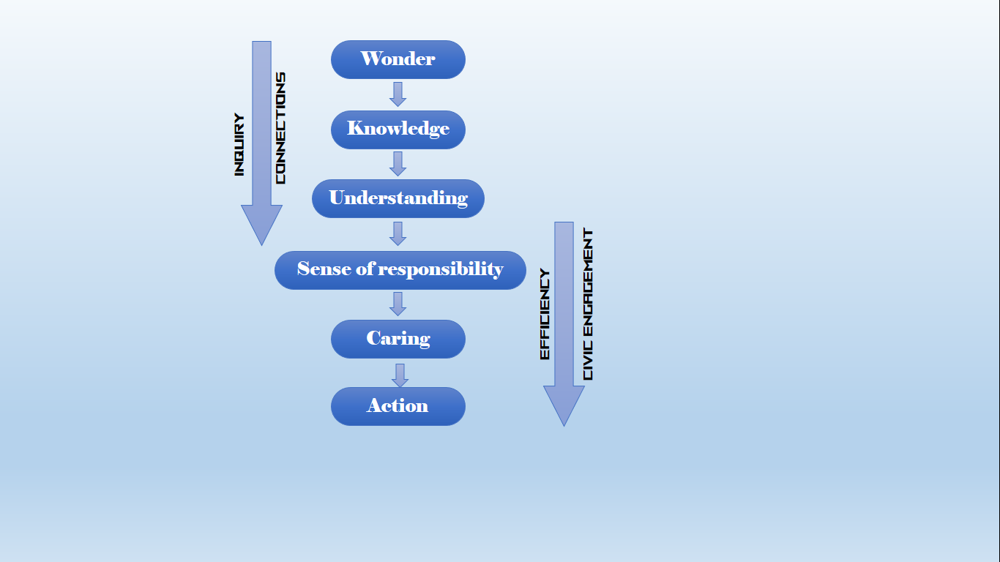 Wonder
INQUIRY
CONNECTIONS
Knowledge
Understanding
Sense of responsibility
EFFICIENCY
CIVIC ENGAGEMENT
Caring
Action